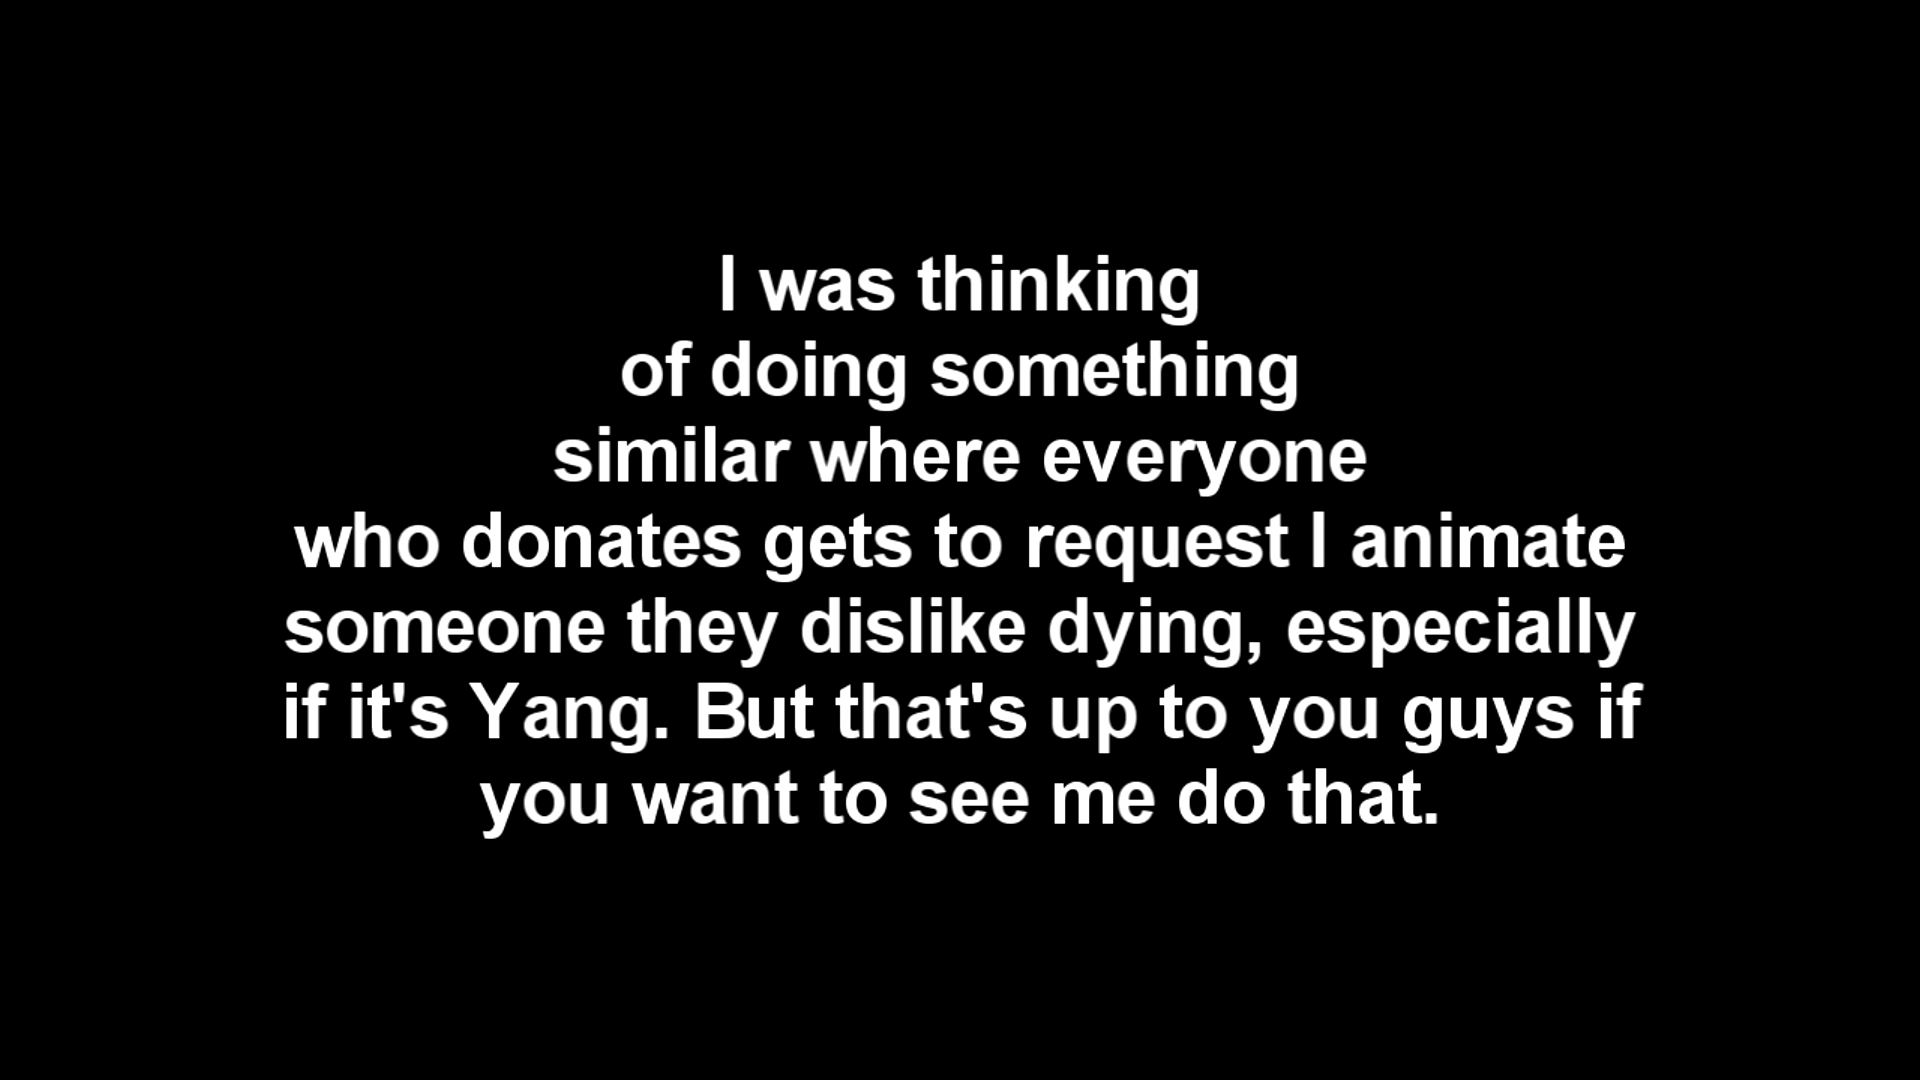 I was thinking
of doing something
similar where everyone
who donates gets to request I animate
someone they dislike dying, especially
if it's Yang. But that's up to you guys if
you want to see me do that.